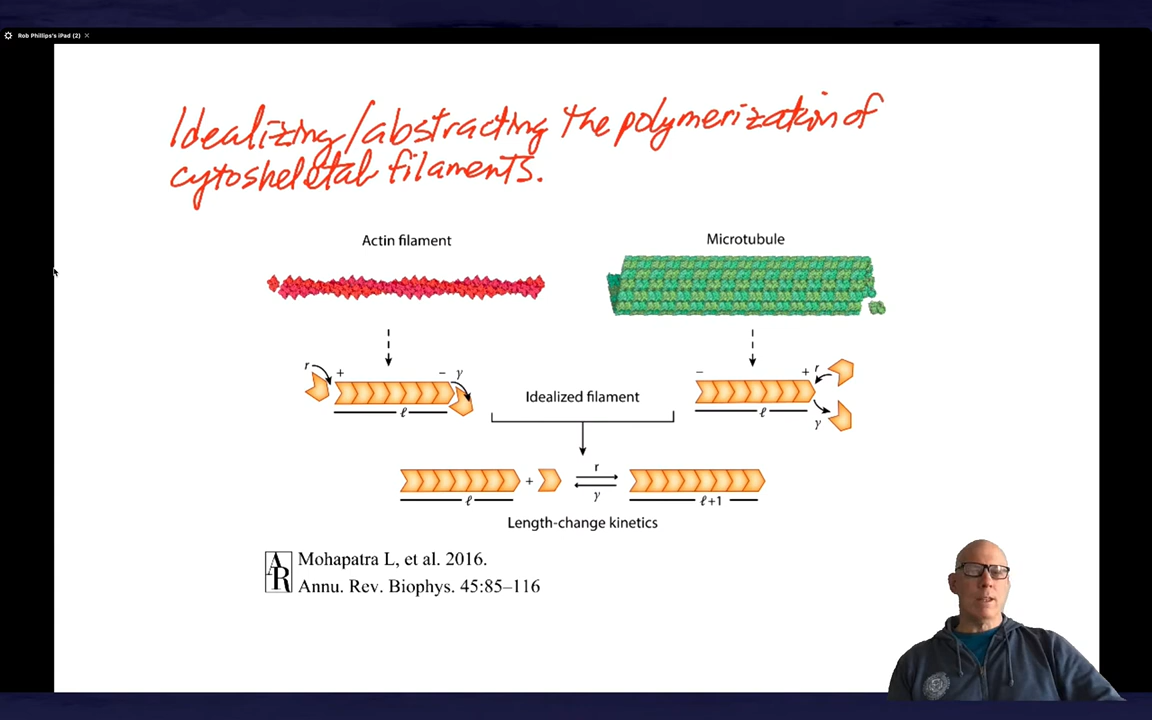 Rob Phillips's iPad (2)
Idealizing/abstracting the polymerization of
cytoskeletal filaments.
Actin filament
Microtubule
r + − γ
− + r
ℓ
ℓ
γ
Idealized filament
+ r
γ
ℓ
ℓ+1
Length-change kinetics
AR
Mohapatra L, et al. 2016.
Annu. Rev. Biophys. 45:85–116